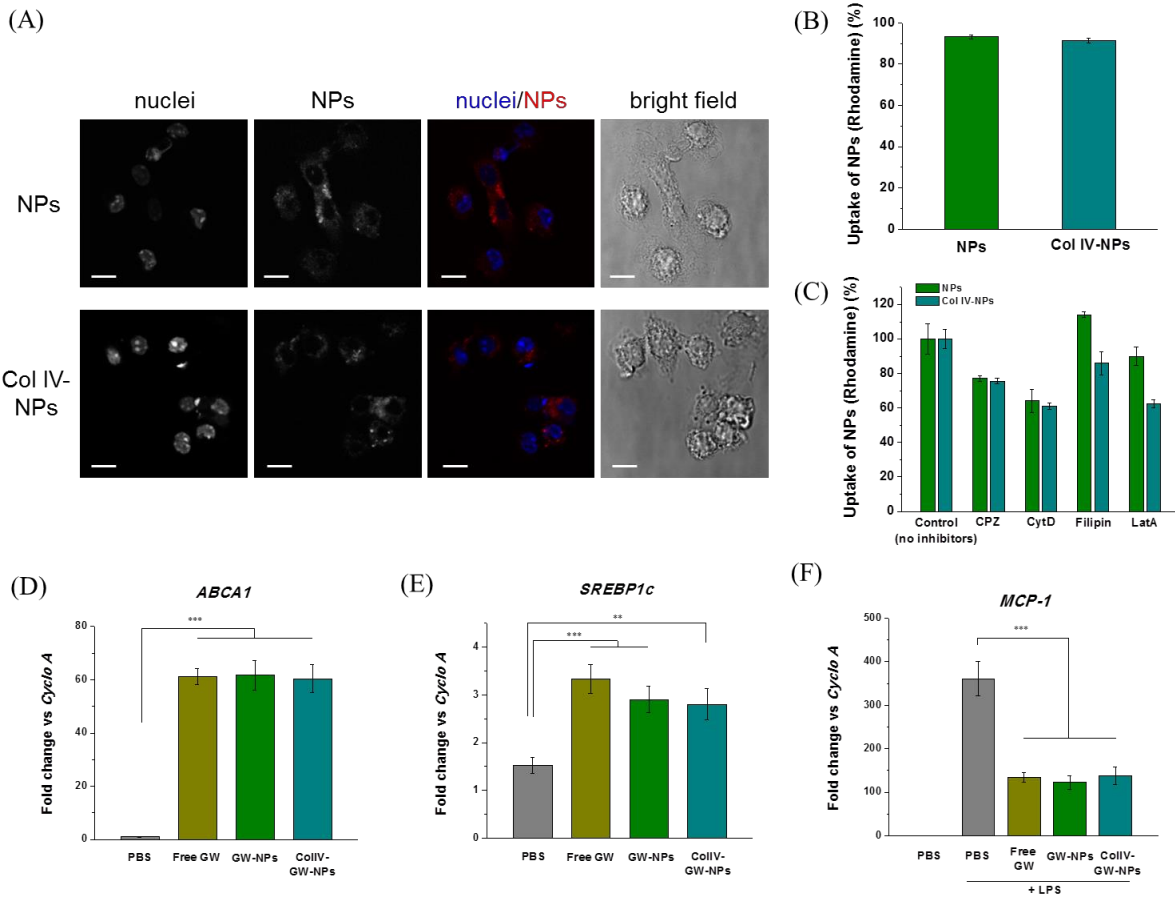 (A)
nuclei
NPs
nuclei/NPs
bright field
NPs
Col IV-
NPs
(B)
Uptake of NPs (Rhodamine) (%)
100
80
60
40
20
0
NPs
Col IV-NPs
(C)
Uptake of NPs (Rhodamine) (%)
NPs
Col IV-NPs
120
100
80
60
40
20
0
Control
(no inhibitors)
CPZ
CytD
Filipin
LatA
(D)
ABCA1
***
Fold change vs Cyclo A
80
60
40
20
0
PBS
Free GW
GW-NPs
ColIV-
GW-NPs
(E)
SREBP1c
**
***
Fold change vs Cyclo A
4
3
2
1
0
PBS
Free GW
GW-NPs
ColIV-
GW-NPs
(F)
MCP-1
***
Fold change vs Cyclo A
500
400
300
200
100
0
PBS
PBS
Free
GW
GW-NPs
ColIV-
GW-NPs
+ LPS